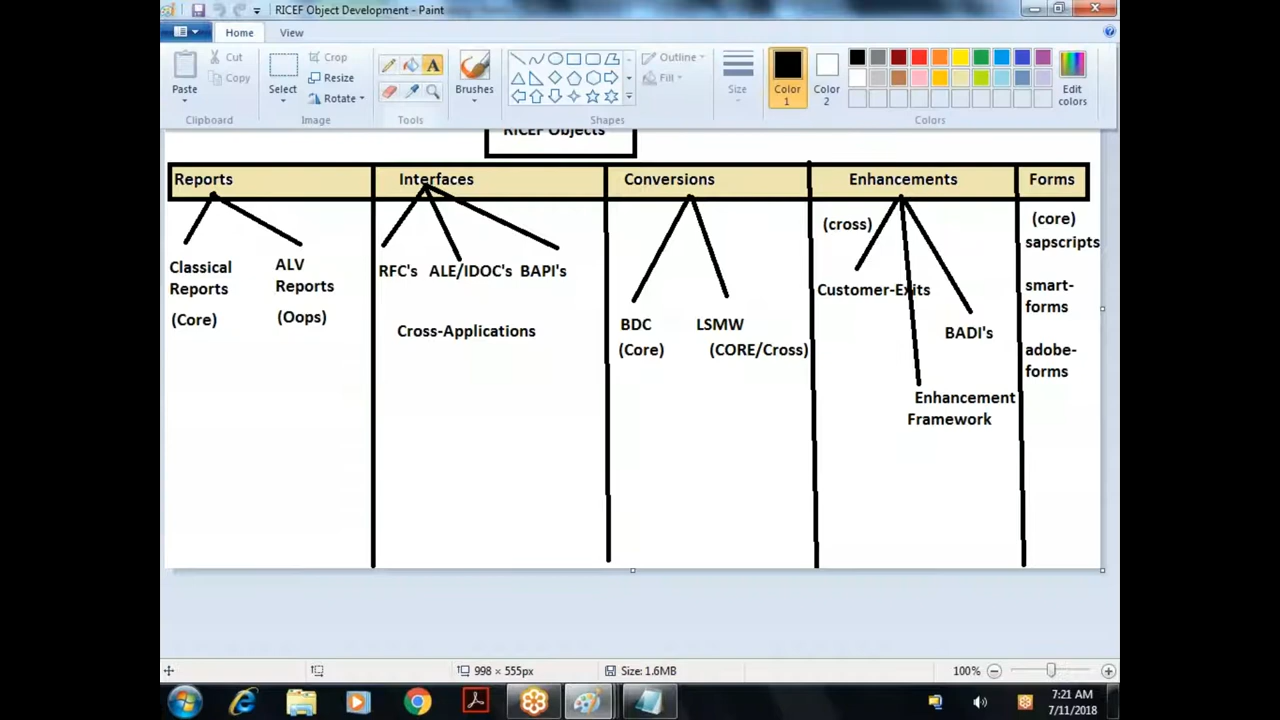 RICEF Object Development - Paint
Home
View
Paste
Cut
Copy
Clipboard
Select
Crop
Resize
Rotate
Image
Tools
Brushes
Shapes
Outline
Fill
Size
Color
1
Color
2
Edit
colors
Colors
RICEF Objects
Reports
Interfaces
Conversions
Enhancements
Forms
Classical
Reports
(Core)
ALV
Reports
(Oops)
RFC's ALE/IDOC's BAPI's
Cross-Applications
BDC
(Core)
LSMW
(CORE/Cross)
(cross)
Customer-Exits
BADI's
Enhancement
Framework
(core)
sapscripts
smart-
forms
adobe-
forms
998 × 555px
Size: 1.6MB
100%
7:21 AM
7/11/2018